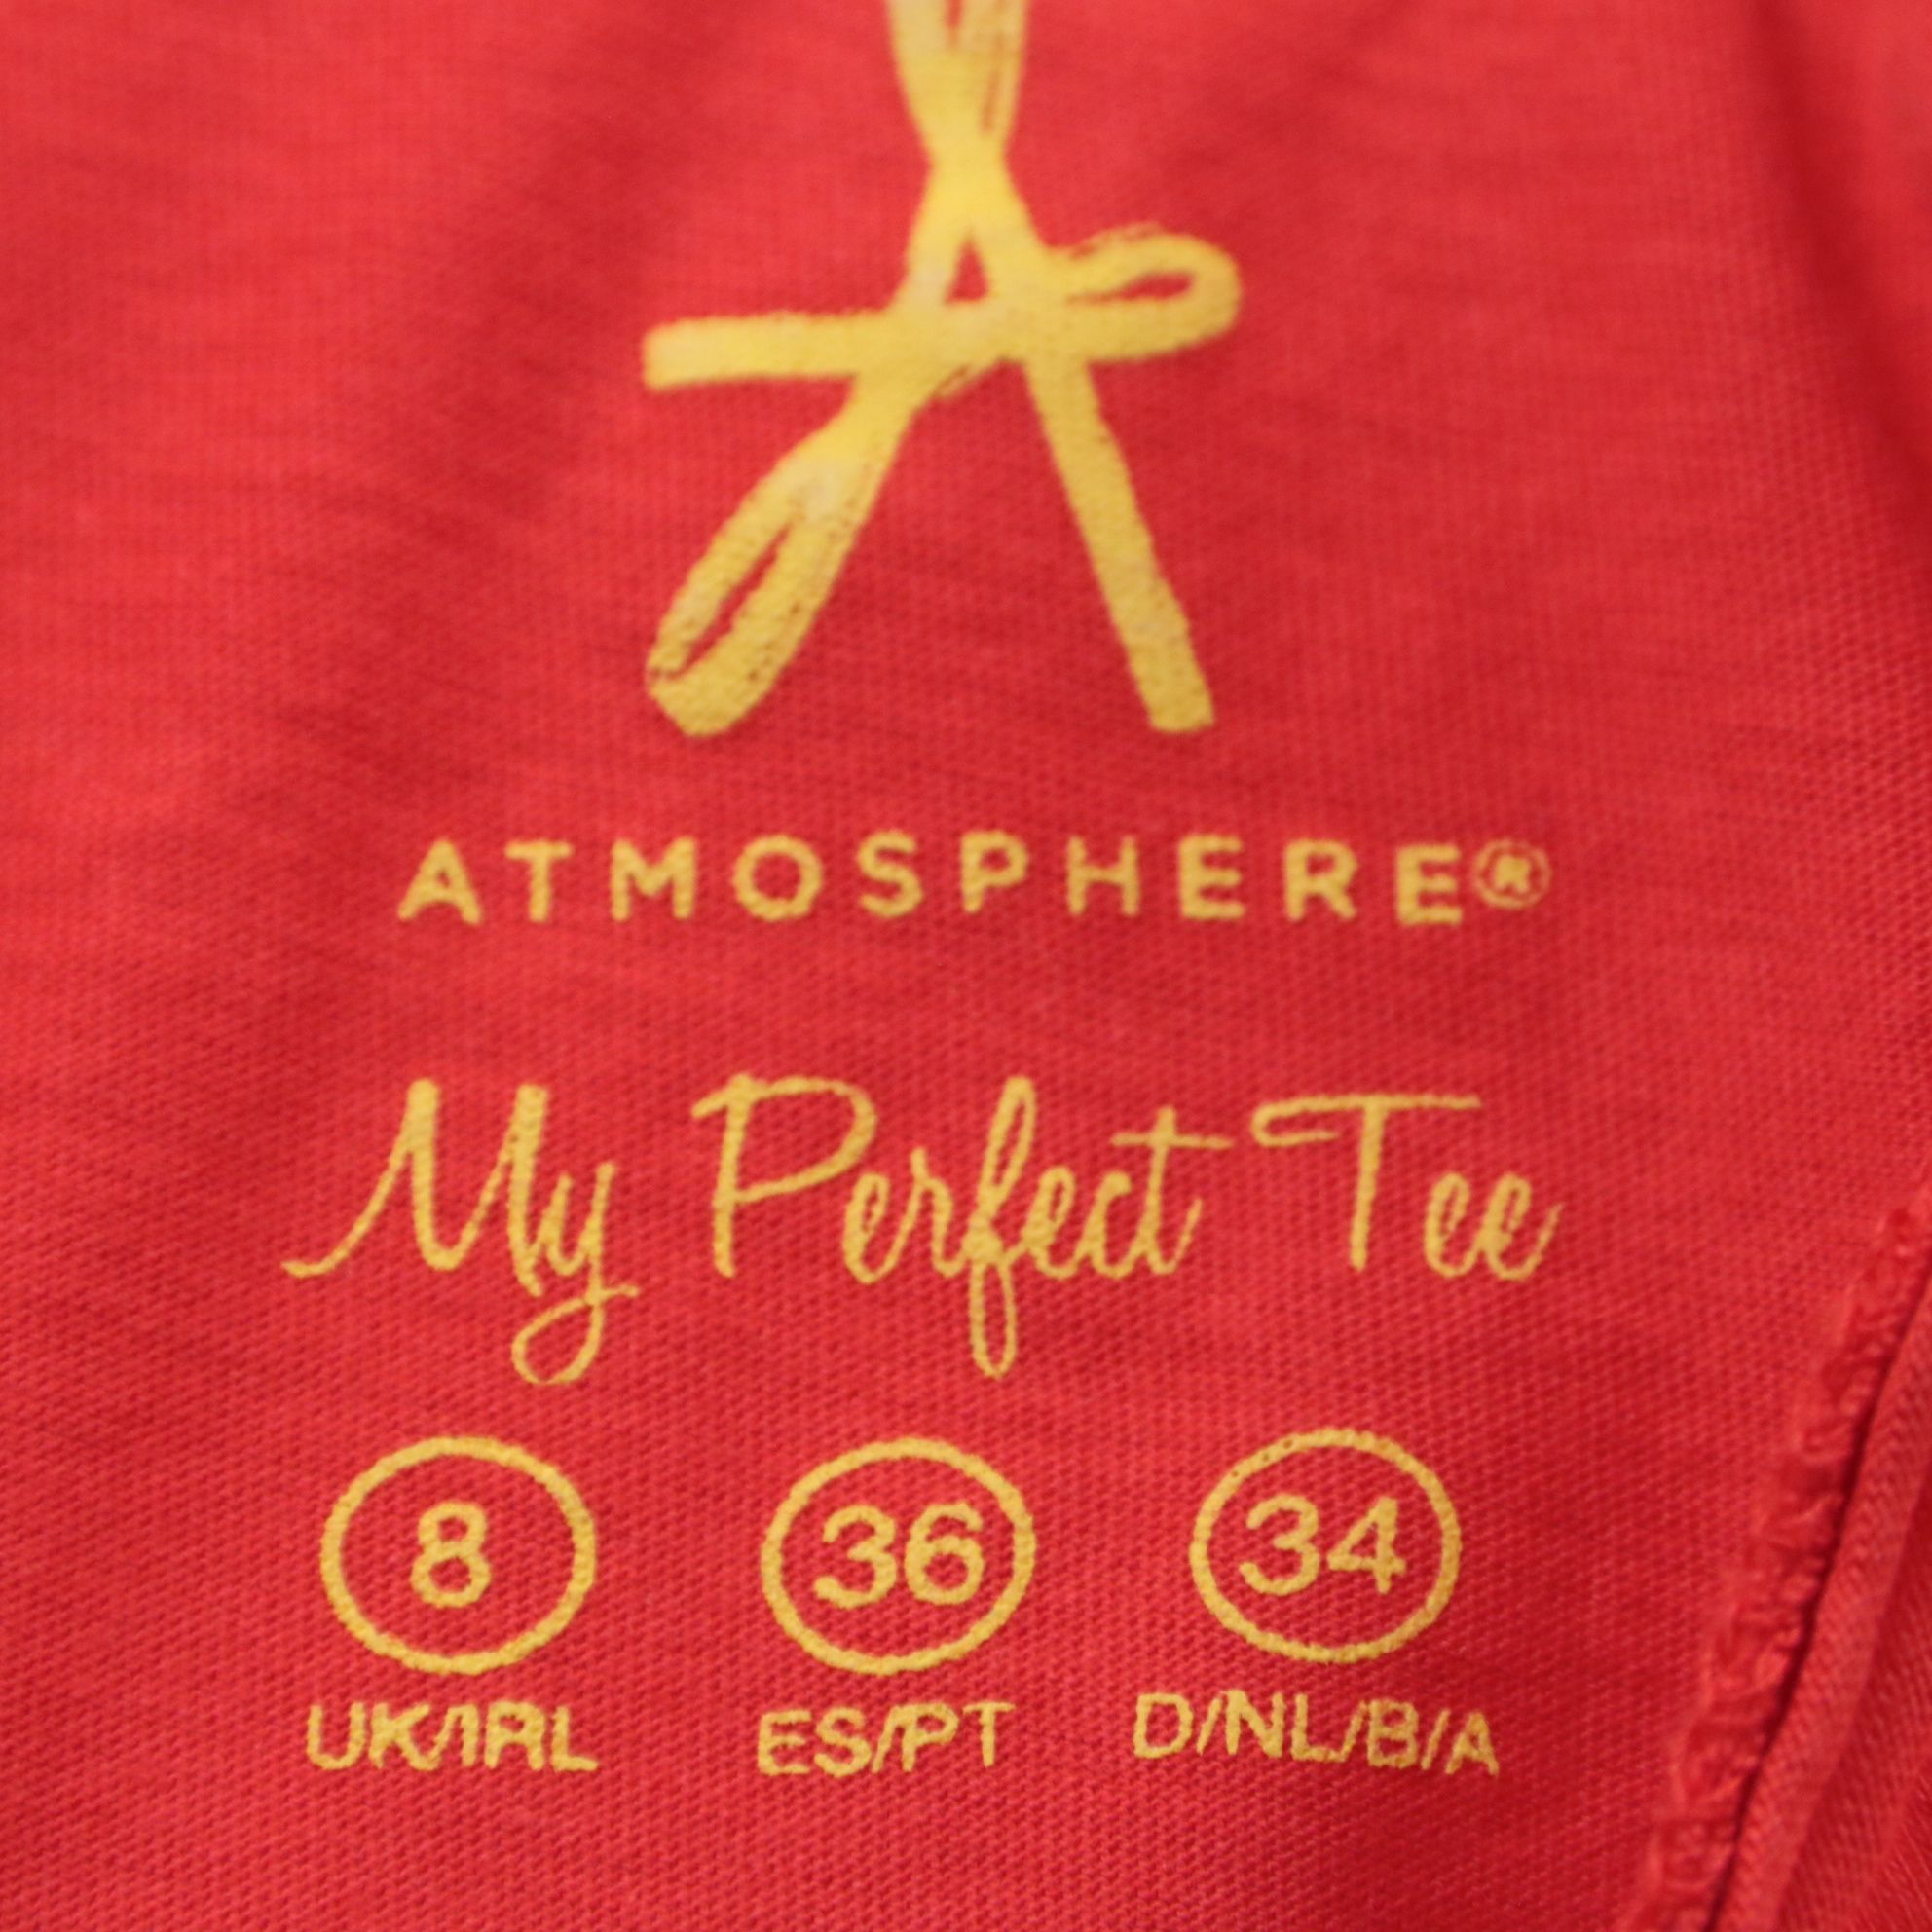 ATMOSPHERE®
My Perfect Tee
8 36 34
UK/IRL ES/PT D/NL/B/A